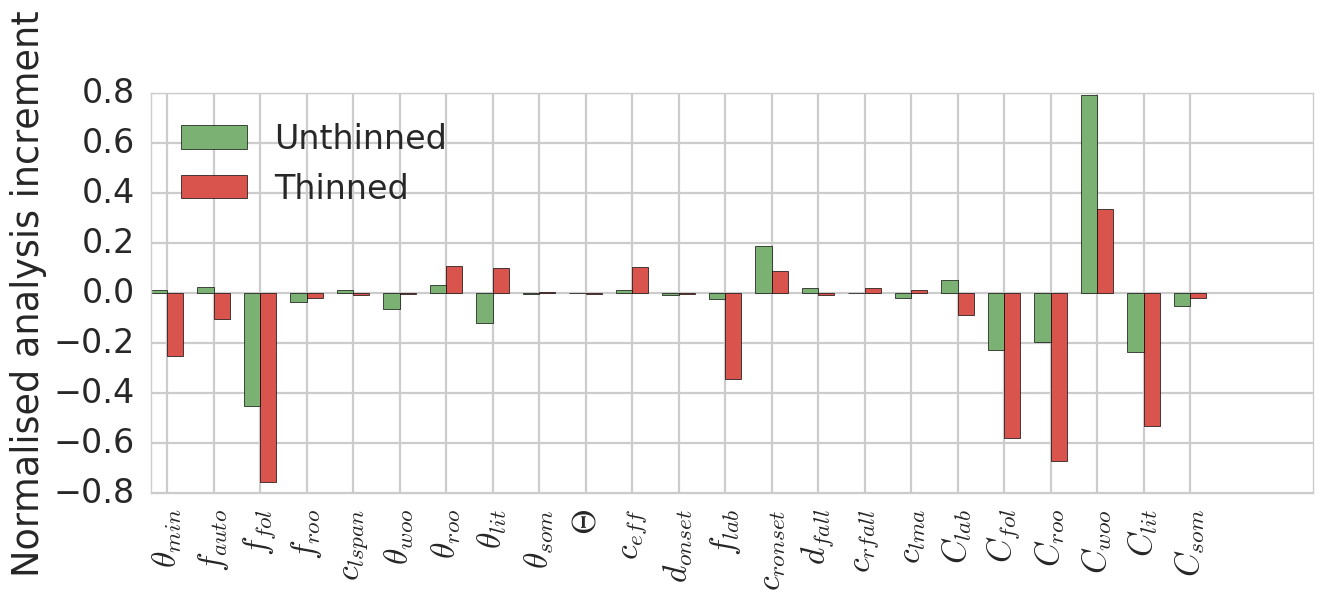 Normalised analysis increment
0.8
0.6
0.4
0.2
0.0
−0.2
−0.4
−0.6
−0.8
Unthinned
Thinned
θ_min
f_auto
f_fol
f_roo
c_lspan
θ_woo
θ_roo
θ_lit
θ_som
Θ
c_eff
d_onset
f_lab
c_ronset
d_fall
c_rfall
c_lma
C_lab
C_fol
C_roo
C_woo
C_lit
C_som